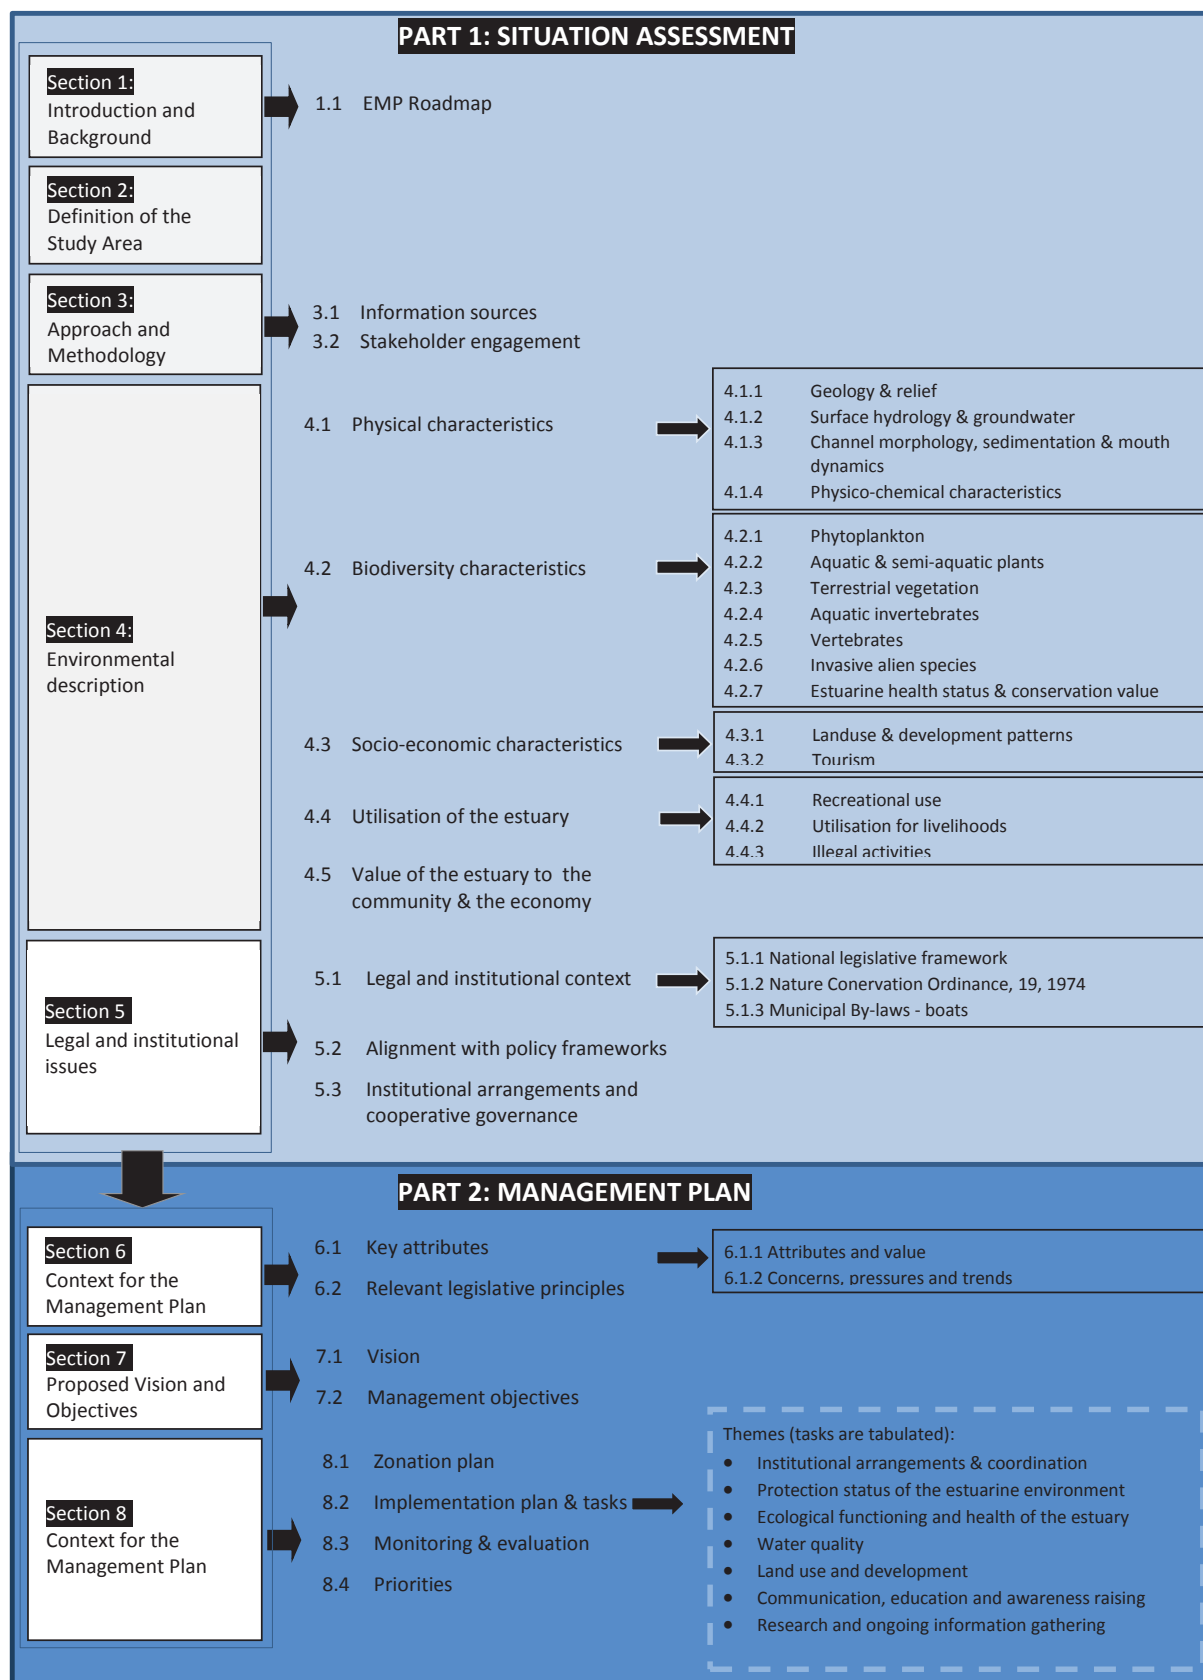 PART 1: SITUATION ASSESSMENT
Section 1:
Introduction and
Background
1.1 EMP Roadmap
Section 2:
Definition of the
Study Area
Section 3:
Approach and
Methodology
3.1 Information sources
3.2 Stakeholder engagement
Section 4:
Environmental
description
4.1 Physical characteristics
4.1.1 Geology & relief
4.1.2 Surface hydrology & groundwater
4.1.3 Channel morphology, sedimentation & mouth
dynamics
4.1.4 Physico-chemical characteristics
4.2 Biodiversity characteristics
4.2.1 Phytoplankton
4.2.2 Aquatic & semi-aquatic plants
4.2.3 Terrestrial vegetation
4.2.4 Aquatic invertebrates
4.2.5 Vertebrates
4.2.6 Invasive alien species
4.2.7 Estuarine health status & conservation value
4.3 Socio-economic characteristics
4.3.1 Landuse & development patterns
4.3.2 Tourism
4.4 Utilisation of the estuary
4.4.1 Recreational use
4.4.2 Utilisation for livelihoods
4.4.3 Illegal activities
4.5 Value of the estuary to the
community & the economy
Section 5
Legal and institutional
issues
5.1 Legal and institutional context
5.1.1 National legislative framework
5.1.2 Nature Conervation Ordinance, 19, 1974
5.1.3 Municipal By-laws - boats
5.2 Alignment with policy frameworks
5.3 Institutional arrangements and
cooperative governance
PART 2: MANAGEMENT PLAN
Section 6
Context for the
Management Plan
6.1 Key attributes
6.1.1 Attributes and value
6.1.2 Concerns, pressures and trends
6.2 Relevant legislative principles
Section 7
Proposed Vision and
Objectives
7.1 Vision
7.2 Management objectives
Section 8
Context for the
Management Plan
8.1 Zonation plan
8.2 Implementation plan & tasks
8.3 Monitoring & evaluation
8.4 Priorities
Themes (tasks are tabulated):
• Institutional arrangements & coordination
• Protection status of the estuarine environment
• Ecological functioning and health of the estuary
• Water quality
• Land use and development
• Communication, education and awareness raising
• Research and ongoing information gathering